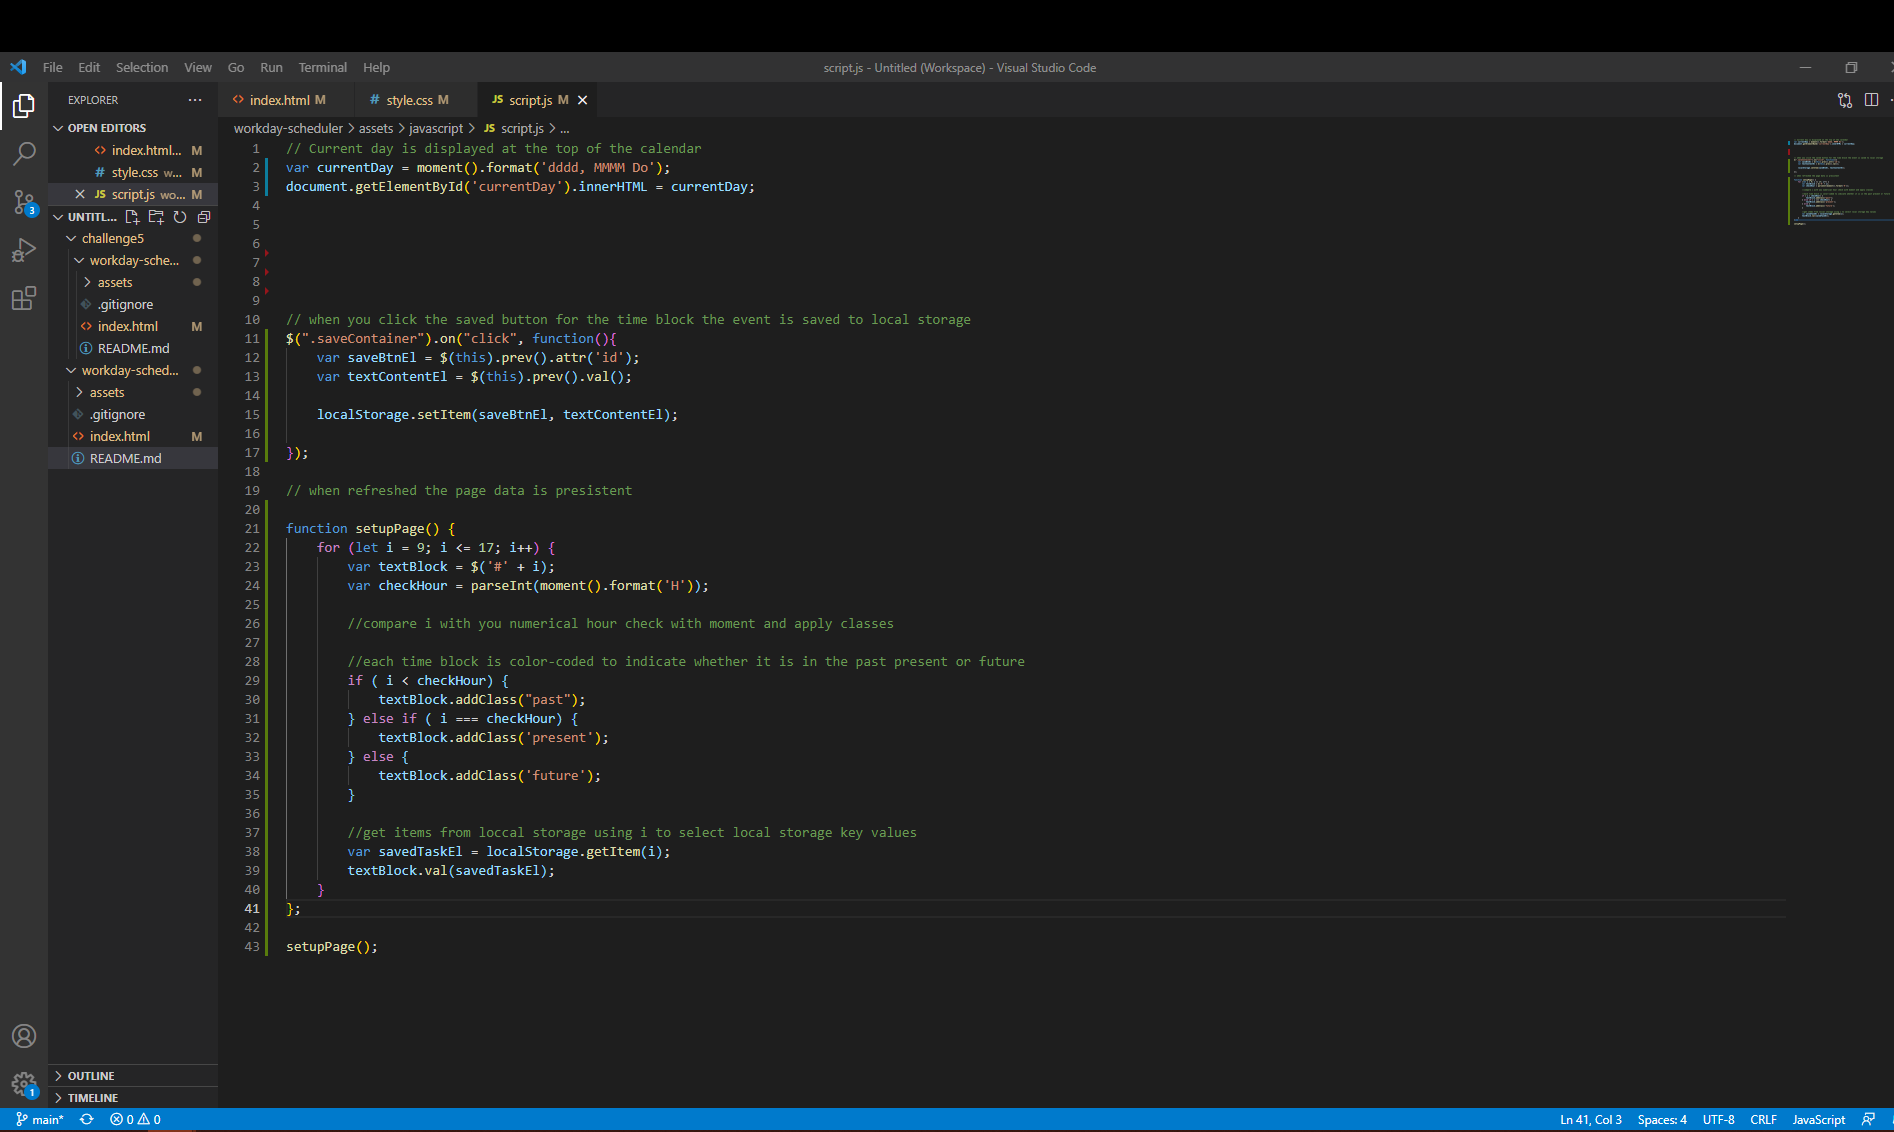 File Edit Selection View Go Run Terminal Help
script.js - Untitled (Workspace) - Visual Studio Code
EXPLORER ...
OPEN EDITORS
<> index.html... M
# style.css w... M
× JS script.js wo... M
UNTITL...
challenge5
workday-sche...
assets
.gitignore
<> index.html M
README.md
workday-sched...
assets
.gitignore
<> index.html M
README.md
OUTLINE
TIMELINE
3
1
<> index.html M
# style.css M
JS script.js M ×
workday-scheduler > assets > javascript > JS script.js > ...
1 // Current day is displayed at the top of the calendar
2 var currentDay = moment().format('dddd, MMMM Do');
3 document.getElementById('currentDay').innerHTML = currentDay;
4
5
6
7
8
9
10 // when you click the saved button for the time block the event is saved to local storage
11 $(".saveContainer").on("click", function(){
12 var saveBtnEl = $(this).prev().attr('id');
13 var textContentEl = $(this).prev().val();
14
15 localStorage.setItem(saveBtnEl, textContentEl);
16
17 });
18
19 // when refreshed the page data is presistent
20
21 function setupPage() {
22 for (let i = 9; i <= 17; i++) {
23 var textBlock = $('#' + i);
24 var checkHour = parseInt(moment().format('H'));
25
26 //compare i with you numerical hour check with moment and apply classes
27
28 //each time block is color-coded to indicate whether it is in the past present or future
29 if ( i < checkHour) {
30 textBlock.addClass("past");
31 } else if ( i === checkHour) {
32 textBlock.addClass('present');
33 } else {
34 textBlock.addClass('future');
35 }
36
37 //get items from loccal storage using i to select local storage key values
38 var savedTaskEl = localStorage.getItem(i);
39 textBlock.val(savedTaskEl);
40 }
41 };
42
43 setupPage();
main* 0 0
Ln 41, Col 3 Spaces: 4 UTF-8 CRLF JavaScript